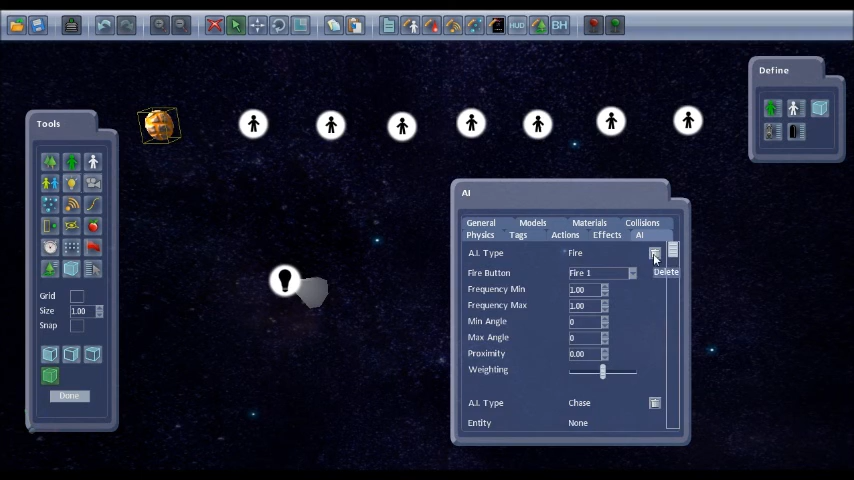 HUD
BH
Define
Tools
Grid
Size 1.00
Snap
Done
AI
General Models Materials Collisions
Physics Tags Actions Effects AI
A.I. Type Fire
Delete
Fire Button Fire 1
Frequency Min 1.00
Frequency Max 1.00
Min Angle 0
Max Angle 0
Proximity 0.00
Weighting
A.I. Type Chase
Entity None